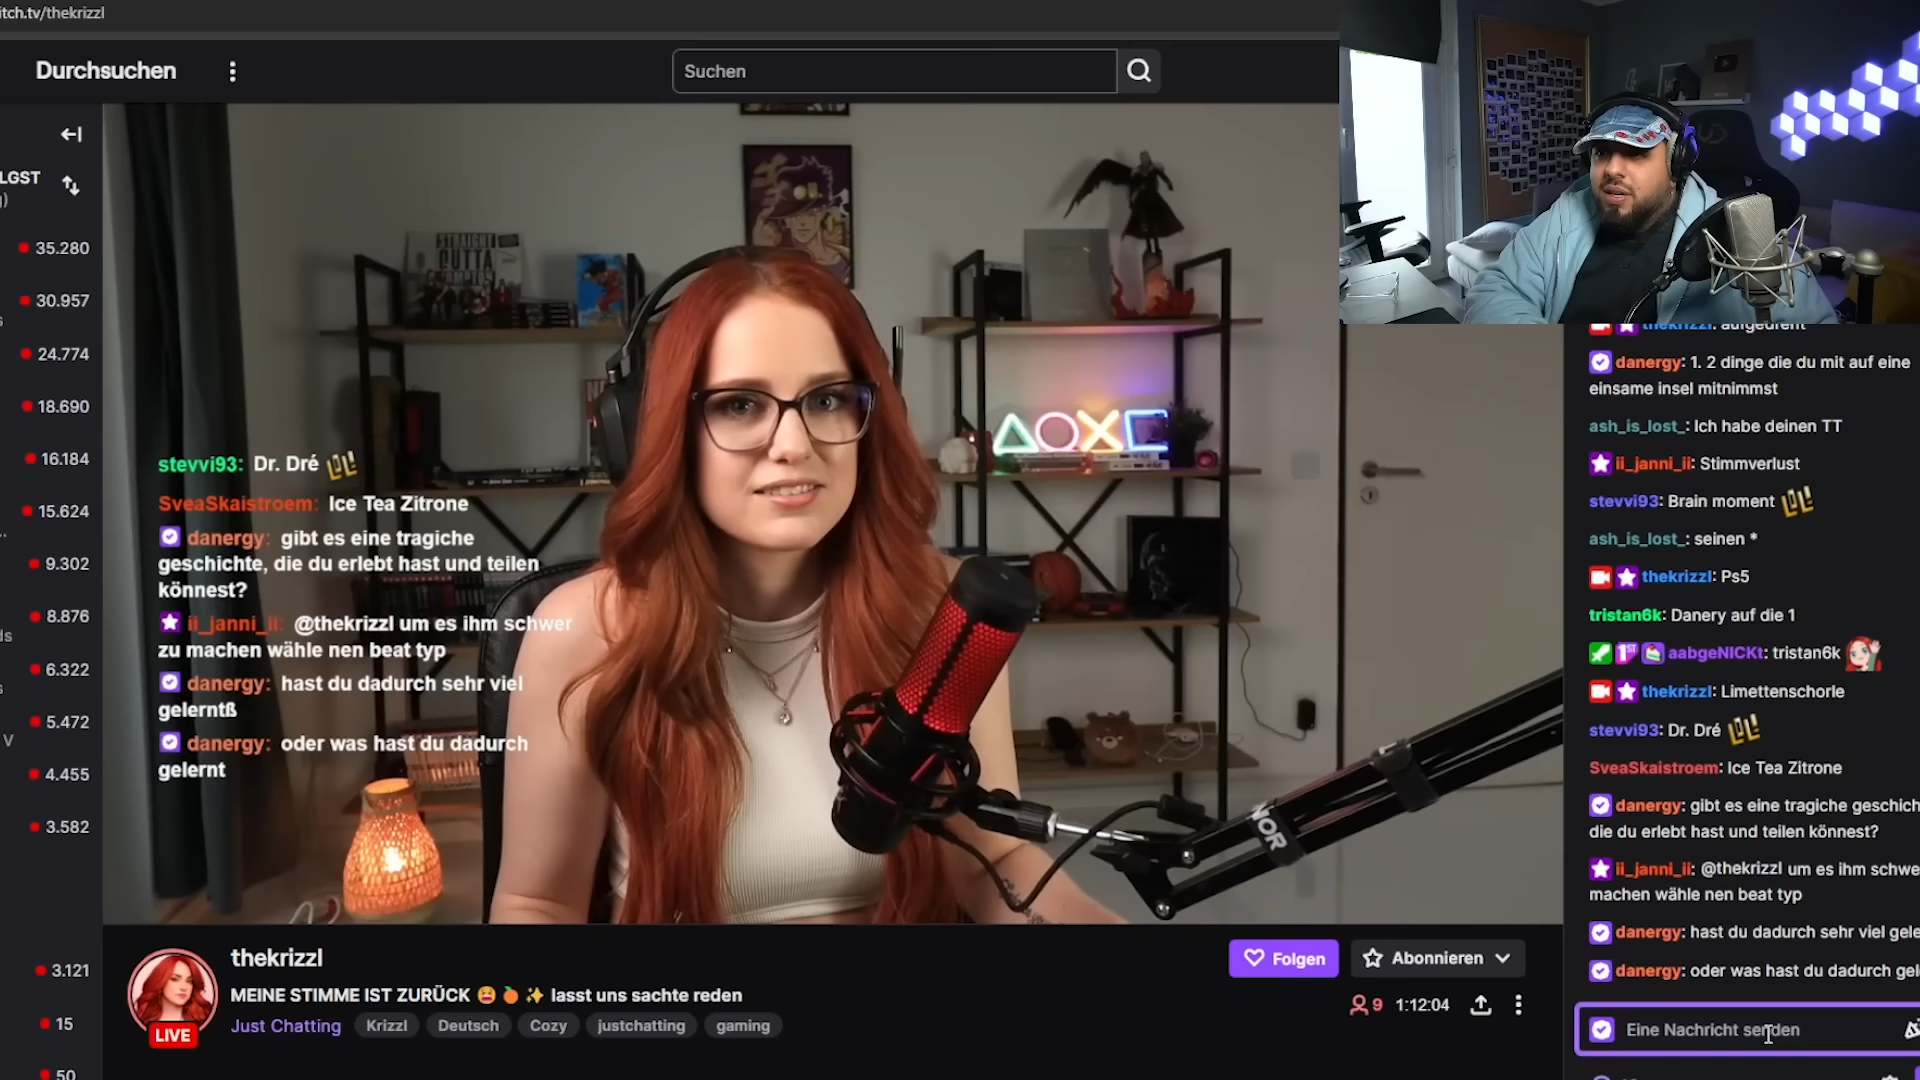 itch.tv/thekrizzl
Durchsuchen
Suchen
LGST
35.280
30.957
24.774
18.690
16.184
15.624
9.302
8.876
6.322
5.472
4.455
3.582
3.121
15
50
STRAIGHT
OUTTA
COMPTON
stevvi93: Dr. Dré
SveaSkaistroem: Ice Tea Zitrone
danergy: gibt es eine tragiche
geschichte, die du erlebt hast und teilen
könnest?
ii_janni_ii: @thekrizzl um es ihm schwer
zu machen wähle nen beat typ
danergy: hast du dadurch sehr viel
gelerntß
danergy: oder was hast du dadurch
gelernt
NOR
thekrizzl
MEINE STIMME IST ZURÜCK 😫 🍊 ✨ lasst uns sachte reden
Just Chatting Krizzl Deutsch Cozy justchatting gaming
LIVE
Folgen
Abonnieren
9 1:12:04
thekrizzl: aufgedreht
danergy: 1. 2 dinge die du mit auf eine
einsame insel mitnimmst
ash_is_lost_: Ich habe deinen TT
ii_janni_ii: Stimmverlust
stevvi93: Brain moment
ash_is_lost_: seinen *
thekrizzl: Ps5
tristan6k: Danery auf die 1
1ST aabgeNICKt: tristan6k
thekrizzl: Limettenschorle
stevvi93: Dr. Dré
SveaSkaistroem: Ice Tea Zitrone
danergy: gibt es eine tragiche geschich
die du erlebt hast und teilen könnest?
ii_janni_ii: @thekrizzl um es ihm schwe
machen wähle nen beat typ
danergy: hast du dadurch sehr viel gele
danergy: oder was hast du dadurch gel
Eine Nachricht senden